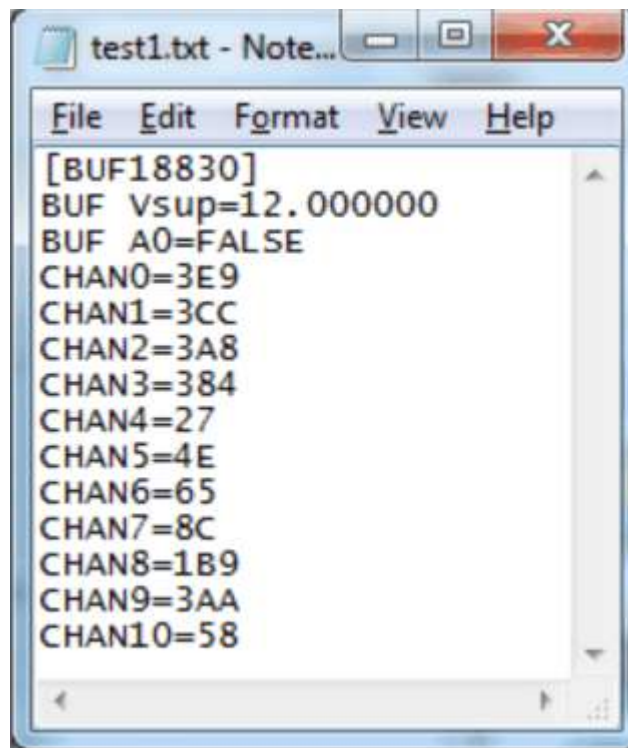 test1.txt - Note...
File Edit Format View Help
[BUF18830]
BUF Vsup=12.000000
BUF A0=FALSE
CHAN0=3E9
CHAN1=3CC
CHAN2=3A8
CHAN3=384
CHAN4=27
CHAN5=4E
CHAN6=65
CHAN7=8C
CHAN8=1B9
CHAN9=3AA
CHAN10=58